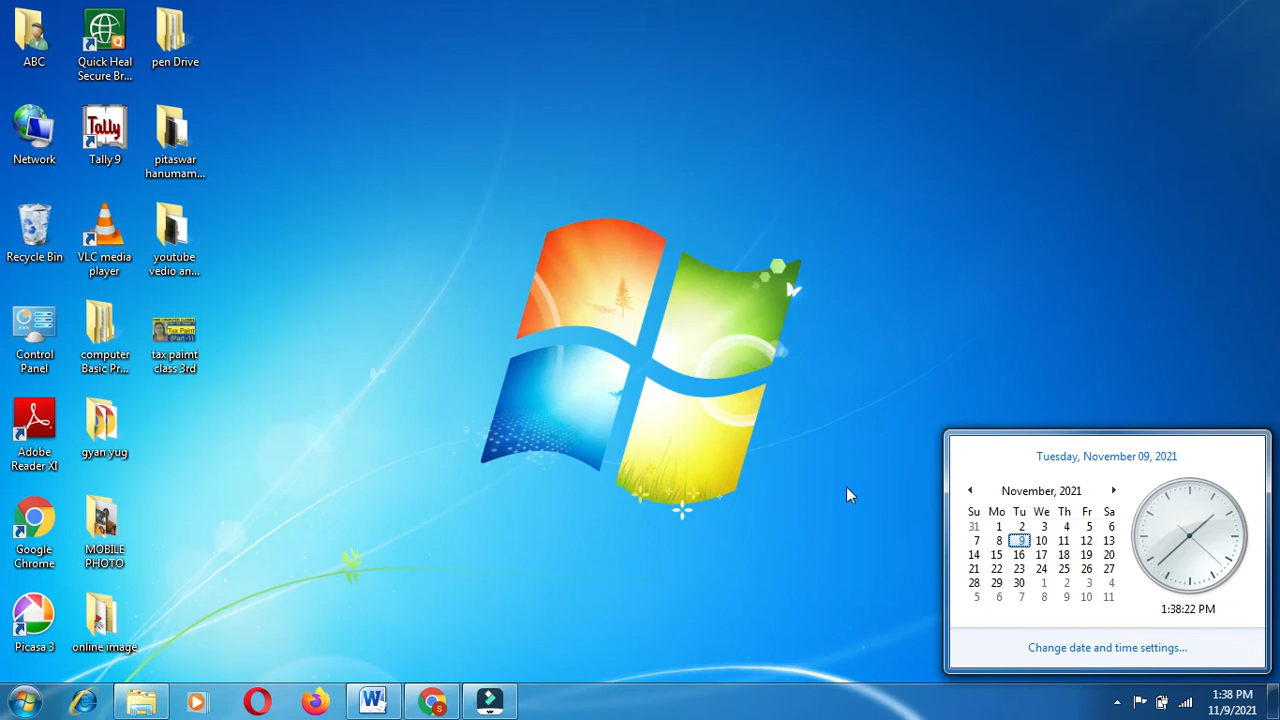 ABC
Quick Heal
Secure Br...
pen Drive
Network
Tally
Tally 9
pitaswar
hanumam...
Recycle Bin
VLC media
player
youtube
vedio an...
Control
Panel
computer
Basic Pr...
Tax Paint
(Part-1)
tax paimt
class 3rd
Adobe
Reader XI
gyan yug
Google
Chrome
MOBILE
PHOTO
Picasa 3
online image
Tuesday, November 09, 2021
November, 2021
Su Mo Tu We Th Fr Sa
31 1 2 3 4 5 6
7 8 9 10 11 12 13
14 15 16 17 18 19 20
21 22 23 24 25 26 27
28 29 30 1 2 3 4
5 6 7 8 9 10 11
1:38:22 PM
Change date and time settings...
W
S
1:38 PM
11/9/2021